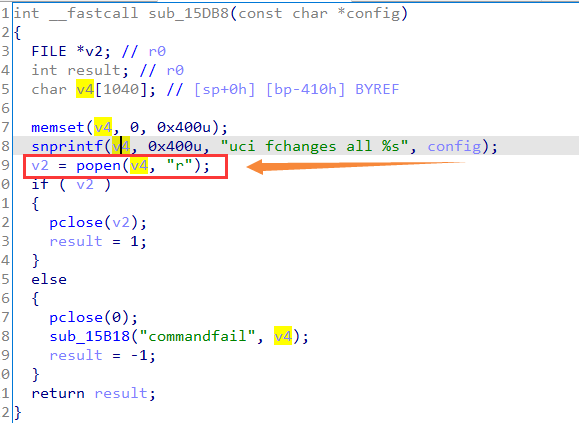 1 int __fastcall sub_15DB8(const char *config)
2 {
3   FILE *v2; // r0
4   int result; // r0
5   char v4[1040]; // [sp+0h] [bp-410h] BYREF
6
7   memset(v4, 0, 0x400u);
8   snprintf(v4, 0x400u, "uci fchanges all %s", config);
9   v2 = popen(v4, "r");
0   if ( v2 )
1   {
2     pclose(v2);
3     result = 1;
4   }
5   else
6   {
7     pclose(0);
8     sub_15B18("commandfail", v4);
9     result = -1;
0   }
1   return result;
2 }